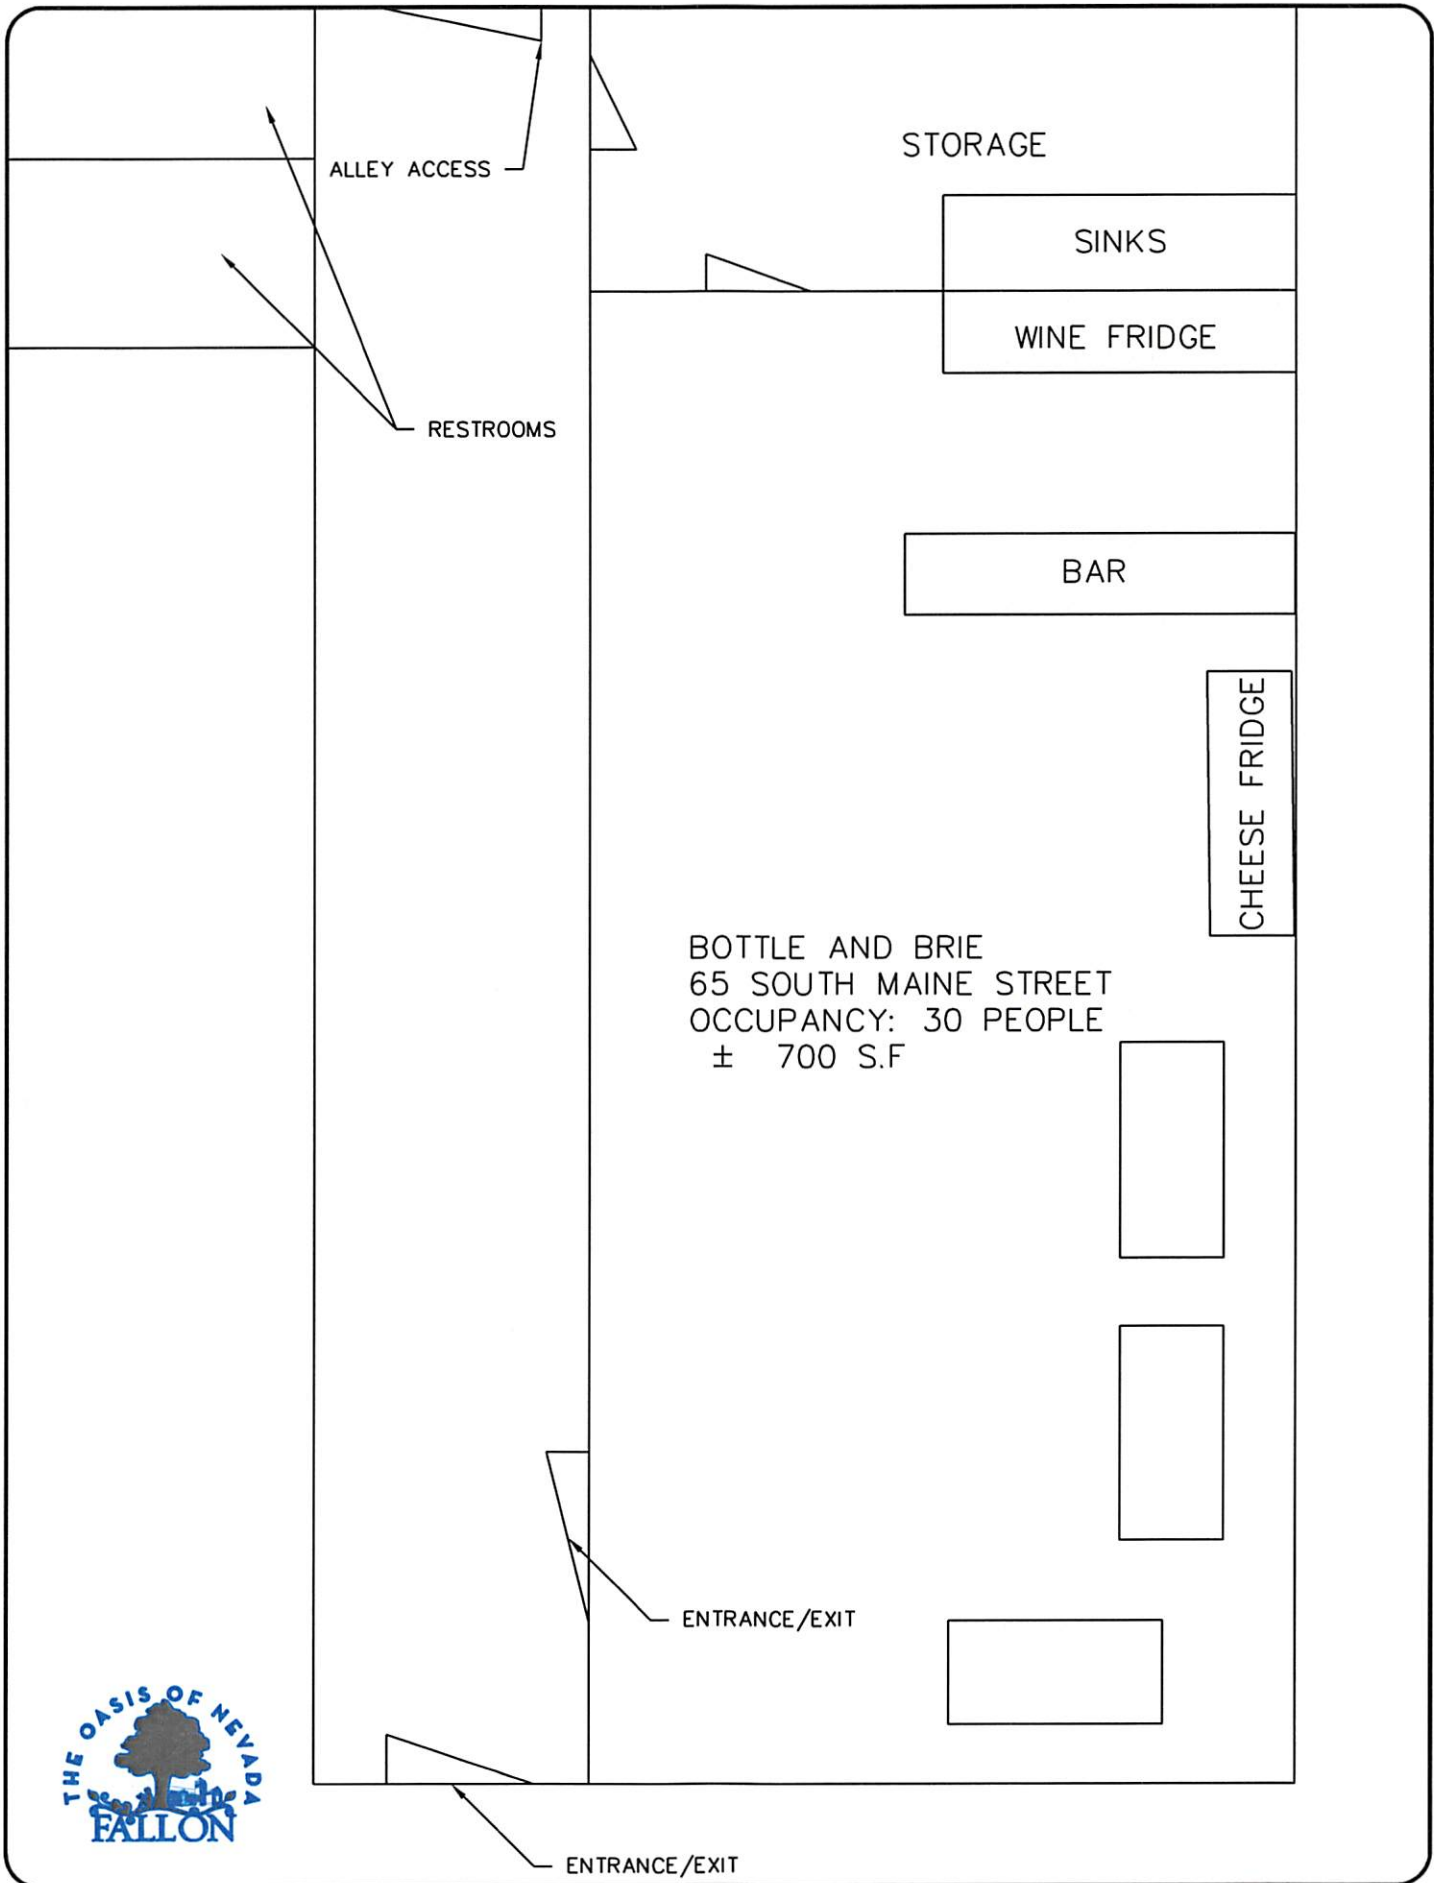 STORAGE
ALLEY ACCESS
SINKS
WINE FRIDGE
RESTROOMS
BAR
CHEESE FRIDGE
BOTTLE AND BRIE
65 SOUTH MAINE STREET
OCCUPANCY: 30 PEOPLE
± 700 S.F
ENTRANCE/EXIT
THE OASIS OF NEVADA
FALLON
ENTRANCE/EXIT